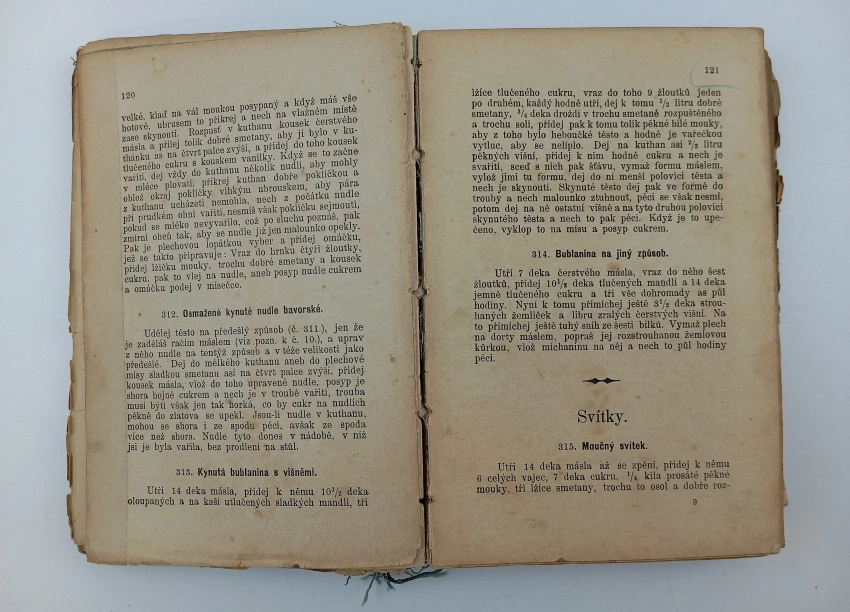 120
velké, klaď na vál moukou posypaný a když máš vše
hotové, ubrusem to přikrej a nech na vlažném místě
zase skynouti. Rozpusť v kuthanu kousek čerstvého
másla a přilej tolik dobré smetany, aby jí bylo v ku-
thánku as na čtvrt palce zvýší, a přidej do toho kousek
tlučeného cukru s kouskem vanilky. Když se to začne
vařiti, dej vždy do kuthanu několik nudlí, aby mohly
v mléce plovati. přikrej kuthan dobře pokličkou a
oblož okraj pokličky vlhkým ubrouskem, aby pára
z kuthanu ucházeti nemohla, nech z počátku nudle
při prudkém ohni vařiti, nesmíš však pokličku sejmouti,
pokud se mléko nevyvařilo, což po sluchu poznáš, pak
zmírni oheň tak, aby se nudle již jen malounko opekly.
Pak je plechovou lopátkou vyber a přidej omáčku,
jež se takto připravuje: Vraz do hrnku čtyři žloutky,
přidej lžičku mouky, trochu dobré smetany a kousek
cukru, pak to vlej na nudle, aneb posyp nudle cukrem
a omáčku podej v misečce.
312. Osmažené kynuté nudle bavorské.
Udělej těsto na předešlý způsob (č. 311.), jen že
je zaděláš račím máslem (viz pozn. k č. 10.), a uprav
z něho nudle na tentýž způsob a v téže velikosti jako
předešlé. Dej do mělkého kuthanu aneb do plechové
mísy sladkou smetanu asi na čtvrt palce zvýší, přidej
kousek másla, vlož do toho upravené nudle, posyp je
shora hojně cukrem a nech je v troubě vařiti, trouba
musí býti však jen tak horká, co by cukr na nudlích
pěkně do zlatova se upekl. Jsou-li nudle v kuthanu,
mohou se shora i ze spodu péci, avšak ze spoda
více než shora. Nudle tyto dones v nádobě, v níž
jsi je byla vařila, bez prodlení na stůl.
313. Kynutá bublanina s višněmi.
Utři 14 deka másla, přidej k němu 10½ deka
oloupaných a na kaši utlučených sladkých mandlí, tři
121
lžíce tlučeného cukru, vraz do toho 9 žloutků jeden
po druhém, každý hodně utři, dej k tomu ½ litru dobré
smetany, ¾ deka droždí v trochu smetaně rozpuštěného
a trochu soli, přidej pak k tomu tolik pěkné bílé mouky,
aby z toho bylo heboučké těsto a hodně je vařečkou
vytluc, aby se nelíplo. Dej na kuthan asi ³/₈ litru
pěkných višní, přidej k nim hodně cukru a nech je
svařiti, sceď s nich pak šťávu, vymaž formu máslem,
vylož jimi tu formu, dej do ní menší polovici těsta a
nech je skynouti. Skynuté těsto dej pak ve formě do
trouby a nech malounko ztuhnout, péci se však nesmí,
potom dej na ně ostatní višně a na tyto druhou polovici
skynutého těsta a nech to pak péci. Když je to upe-
čeno, vyklop to na mísu a posyp cukrem.
314. Bublanina na jiný způsob.
Utři 7 deka čerstvého másla, vraz do něho šest
žloutků, přidej 10½ deka tlučených mandlí a 14 deka
jemně tlučeného cukru a tři vše dohromady as půl
hodiny. Nyní k tomu přimíchej ještě 3½ deka strou-
haných žemliček a libru zralých čerstvých višní. Na
to přimíchej ještě tuhý sníh ze šesti bílků. Vymaž plech
na dorty máslem, popraš jej rozstrouhanou žemlovou
kůrkou, vlož míchaninu na něj a nech to půl hodiny
péci.
Svítky.
315. Moučný svítek.
Utři 14 deka másla až se zpění, přidej k němu
6 celých vajec, 7 deka cukru, ¼ kila prosáté pěkné
mouky, tři lžíce smetany, trochu to osol a dobře roz-
9